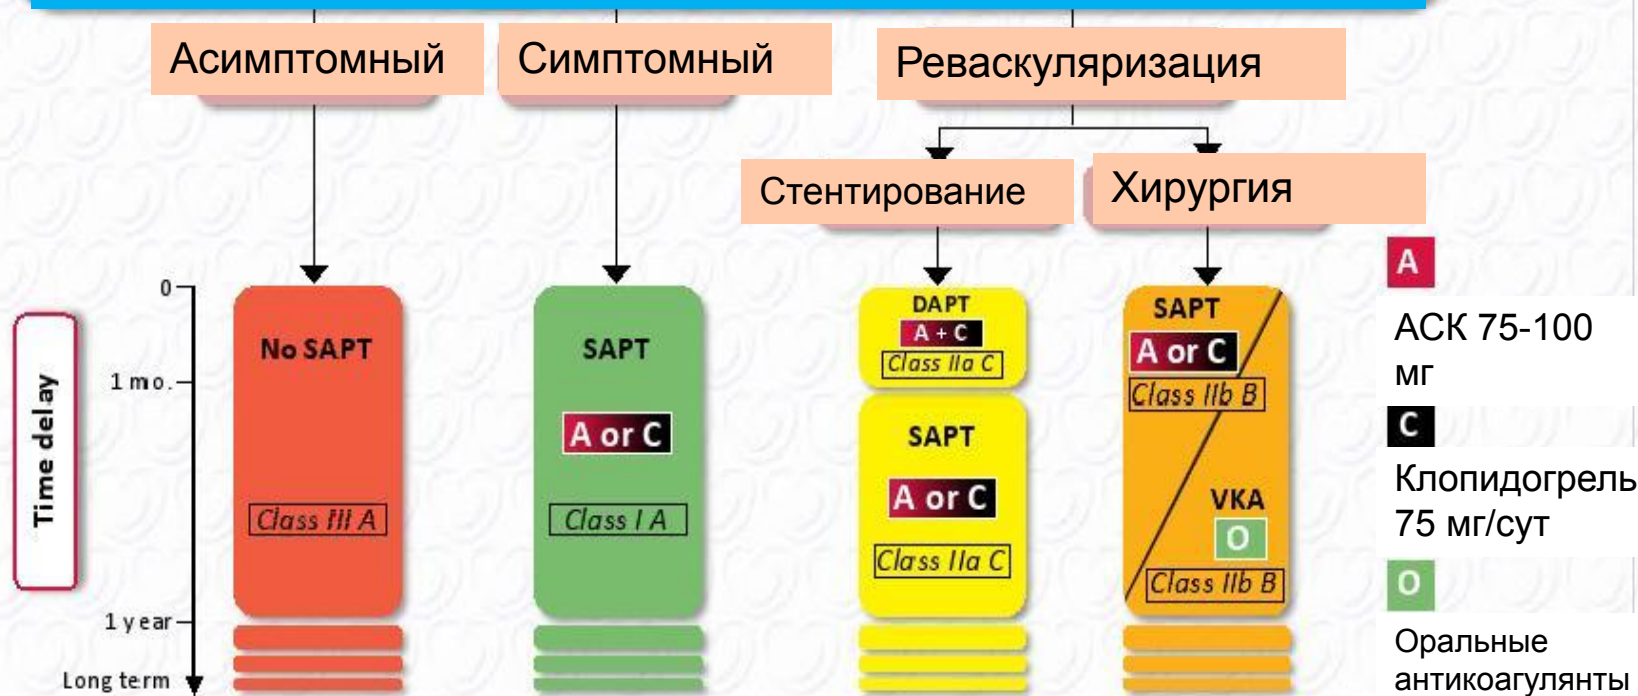 Асимптомный
Симптомный
Реваскуляризация
Стентирование
Хирургия
Time delay
0
1 mo.
1 year
Long term
No SAPT
Class III A
SAPT
A or C
Class I A
DAPT
A + C
Class IIa C
SAPT
A or C
Class IIa C
SAPT
A or C
Class IIb B
VKA
O
Class IIb B
A
АСК 75-100
мг
C
Клопидогрель
75 мг/сут
O
Оральные
антикоагулянты